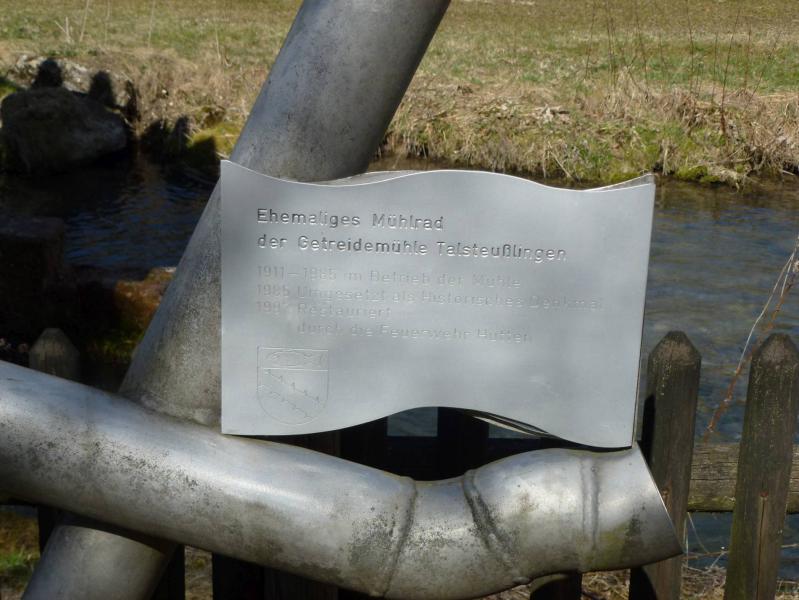 Ehemaliges Mühlrad
der Getreidemühle Talsteußlingen
1911–1985 im Betrieb der Mühle
1985 Umgesetzt als Historisches Denkmal
Restauriert
durch die Feuerwehr Hütten